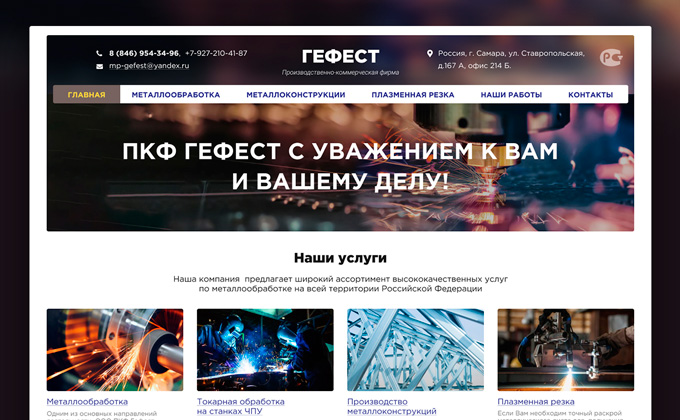 8 (846) 954-34-96, +7-927-210-41-87
mp-gefest@yandex.ru
ГЕФЕСТ
Производственно-коммерческая фирма
Россия, г. Самара, ул. Ставропольская,
д.167 А, офис 214 Б.
ГЛАВНАЯ МЕТАЛЛООБРАБОТКА МЕТАЛЛОКОНСТРУКЦИИ ПЛАЗМЕННАЯ РЕЗКА НАШИ РАБОТЫ КОНТАКТЫ
ПКФ ГЕФЕСТ С УВАЖЕНИЕМ К ВАМ
И ВАШЕМУ ДЕЛУ!
Наши услуги
Наша компания предлагает широкий ассортимент высококачественных услуг
по металлообработке на всей территории Российской Федерации
Металлообработка
Одним из основных направлений
Токарная обработка
на станках ЧПУ
Производство
металлоконструкций
Плазменная резка
Если Вам необходим точный раскрой